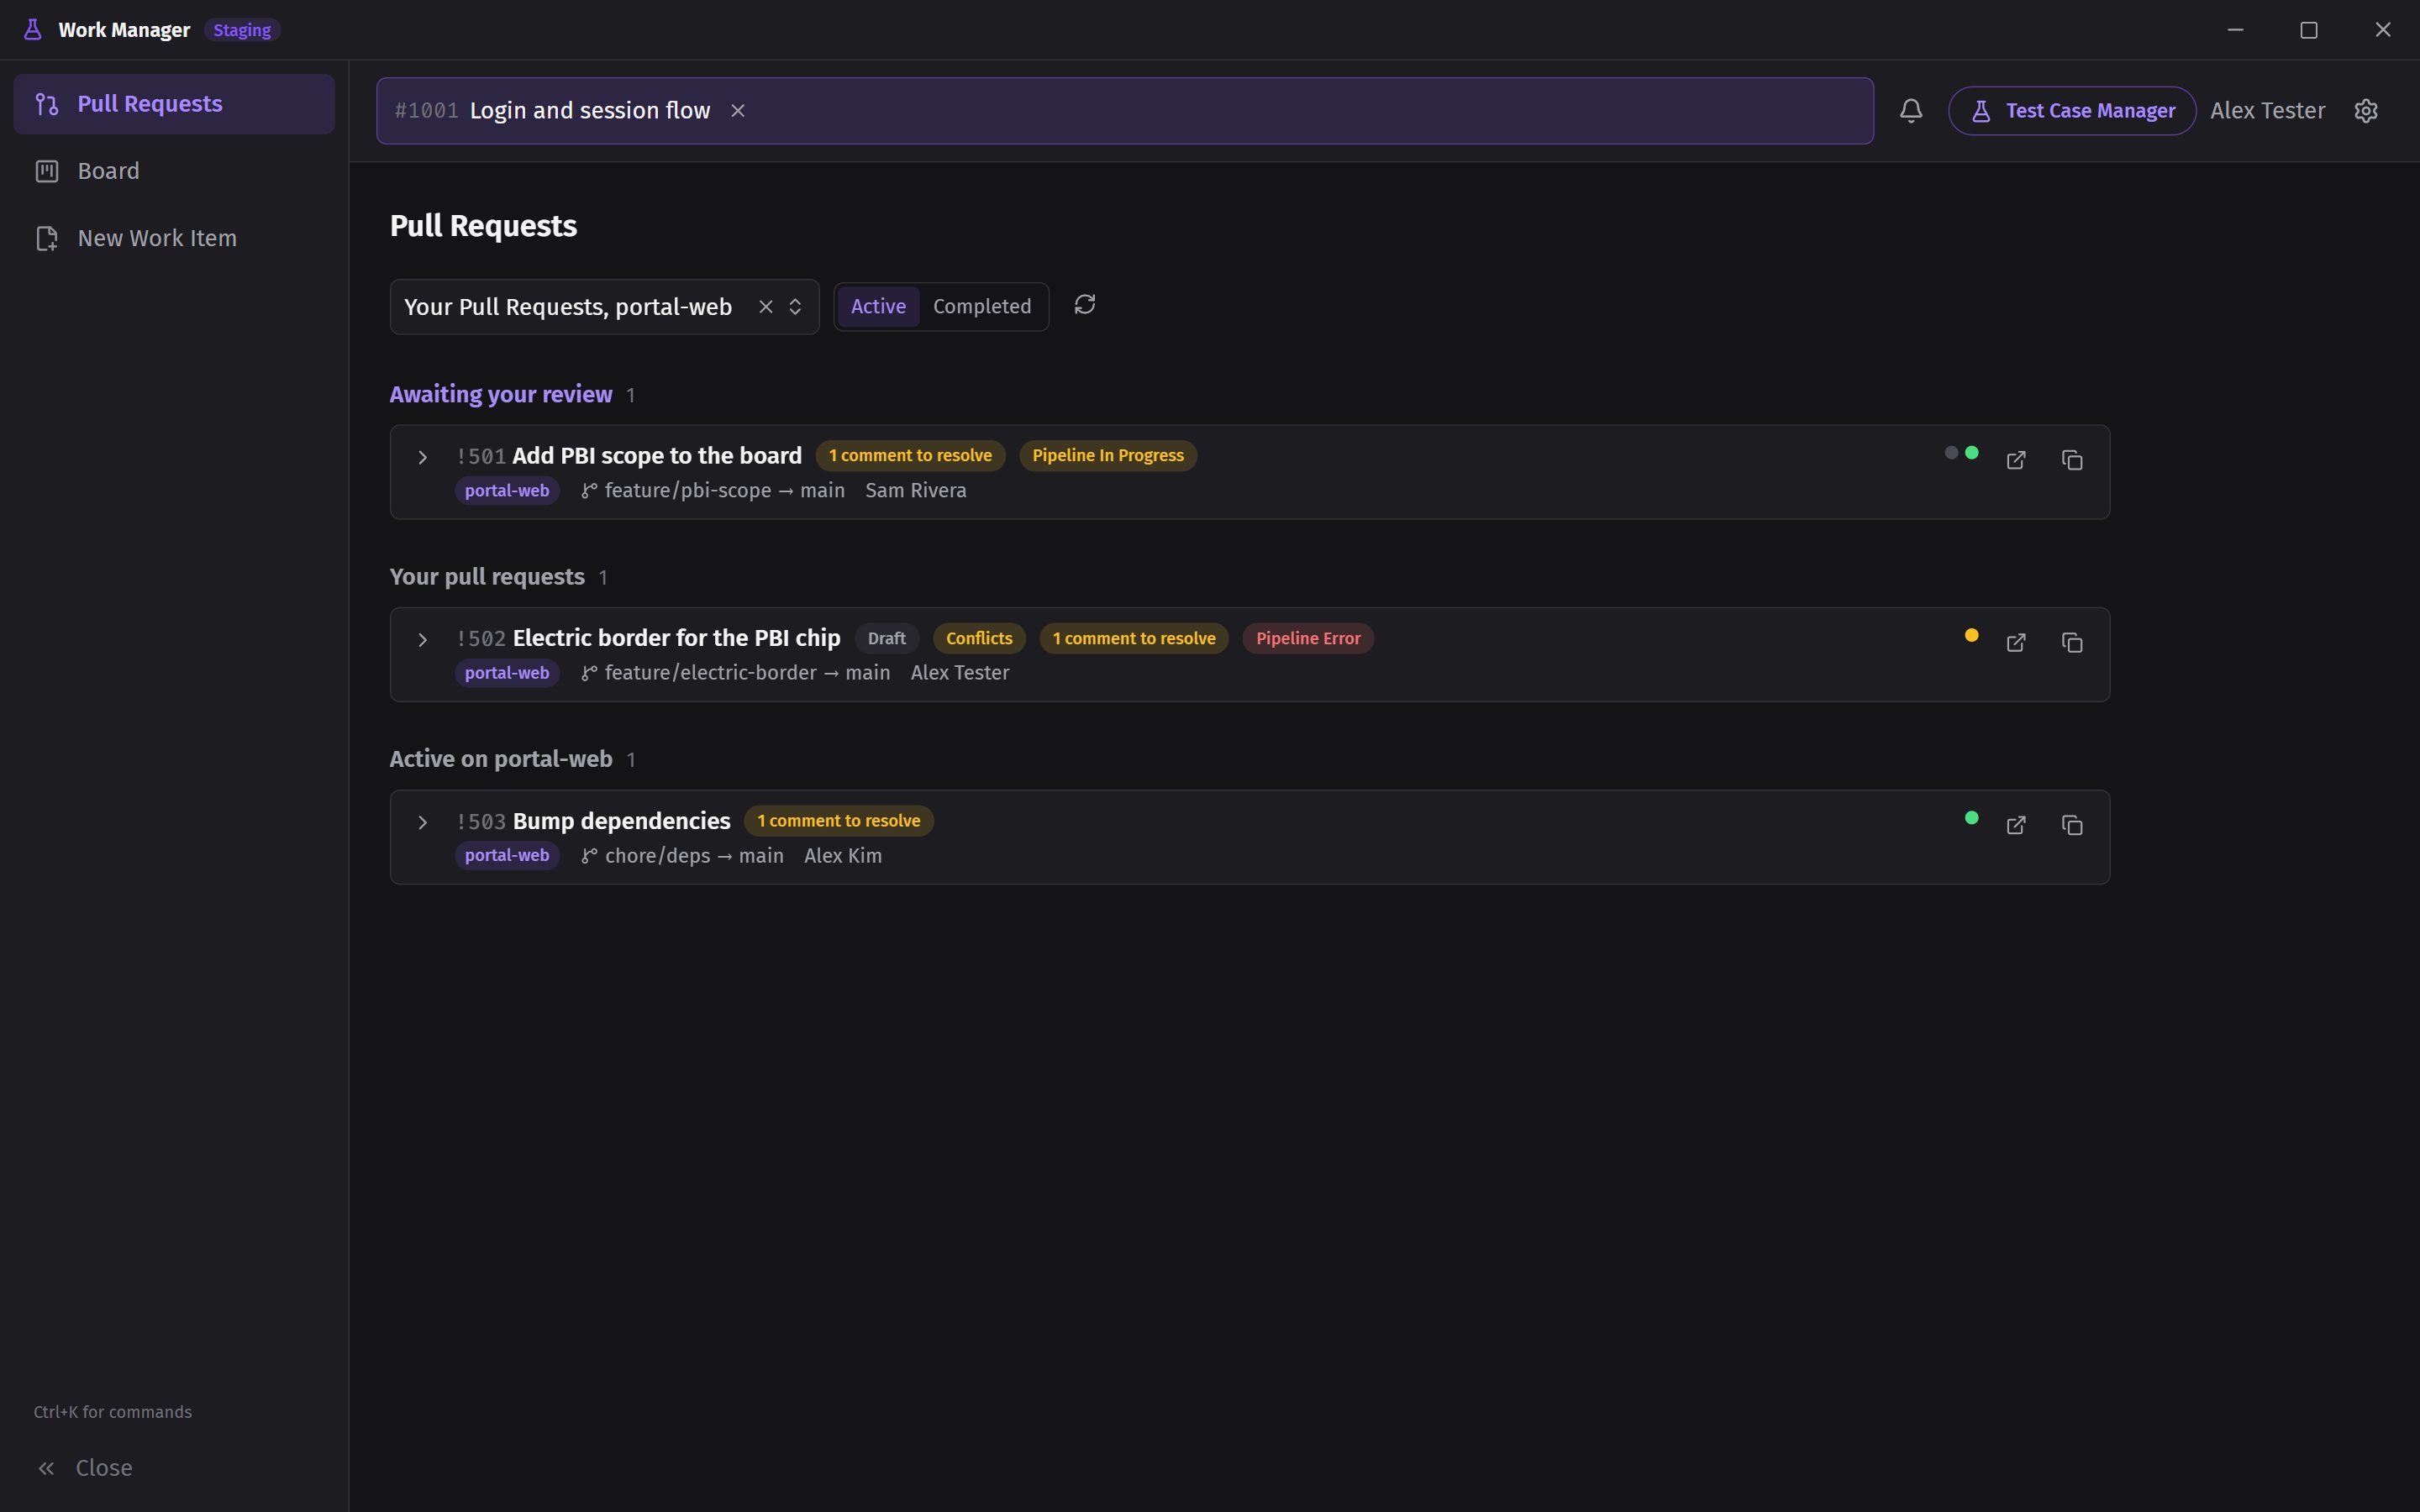 Work Manager Staging
Pull Requests
Board
New Work Item
Ctrl+K for commands
Close
#1001 Login and session flow
Test Case Manager
Alex Tester
Pull Requests
Your Pull Requests, portal-web
Active Completed
Awaiting your review 1
!501 Add PBI scope to the board 1 comment to resolve Pipeline In Progress
portal-web feature/pbi-scope → main Sam Rivera
Your pull requests 1
!502 Electric border for the PBI chip Draft Conflicts 1 comment to resolve Pipeline Error
portal-web feature/electric-border → main Alex Tester
Active on portal-web 1
!503 Bump dependencies 1 comment to resolve
portal-web chore/deps → main Alex Kim